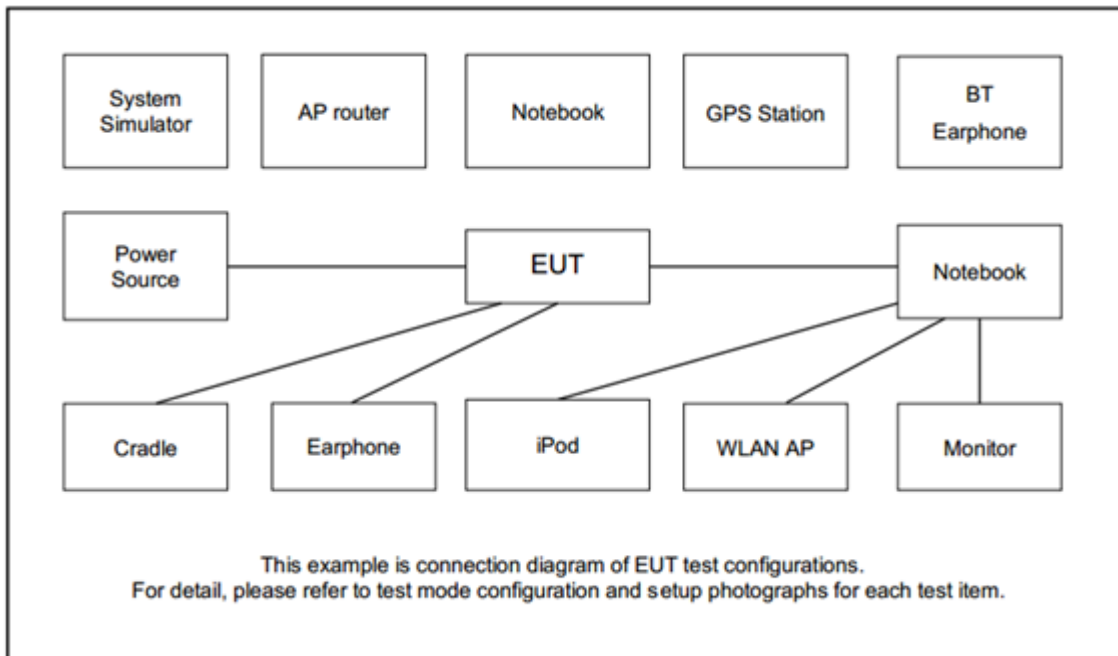 System
Simulator
AP router
Notebook
GPS Station
BT
Earphone
Power
Source
EUT
Notebook
Cradle
Earphone
iPod
WLAN AP
Monitor
This example is connection diagram of EUT test configurations.
For detail, please refer to test mode configuration and setup photographs for each test item.